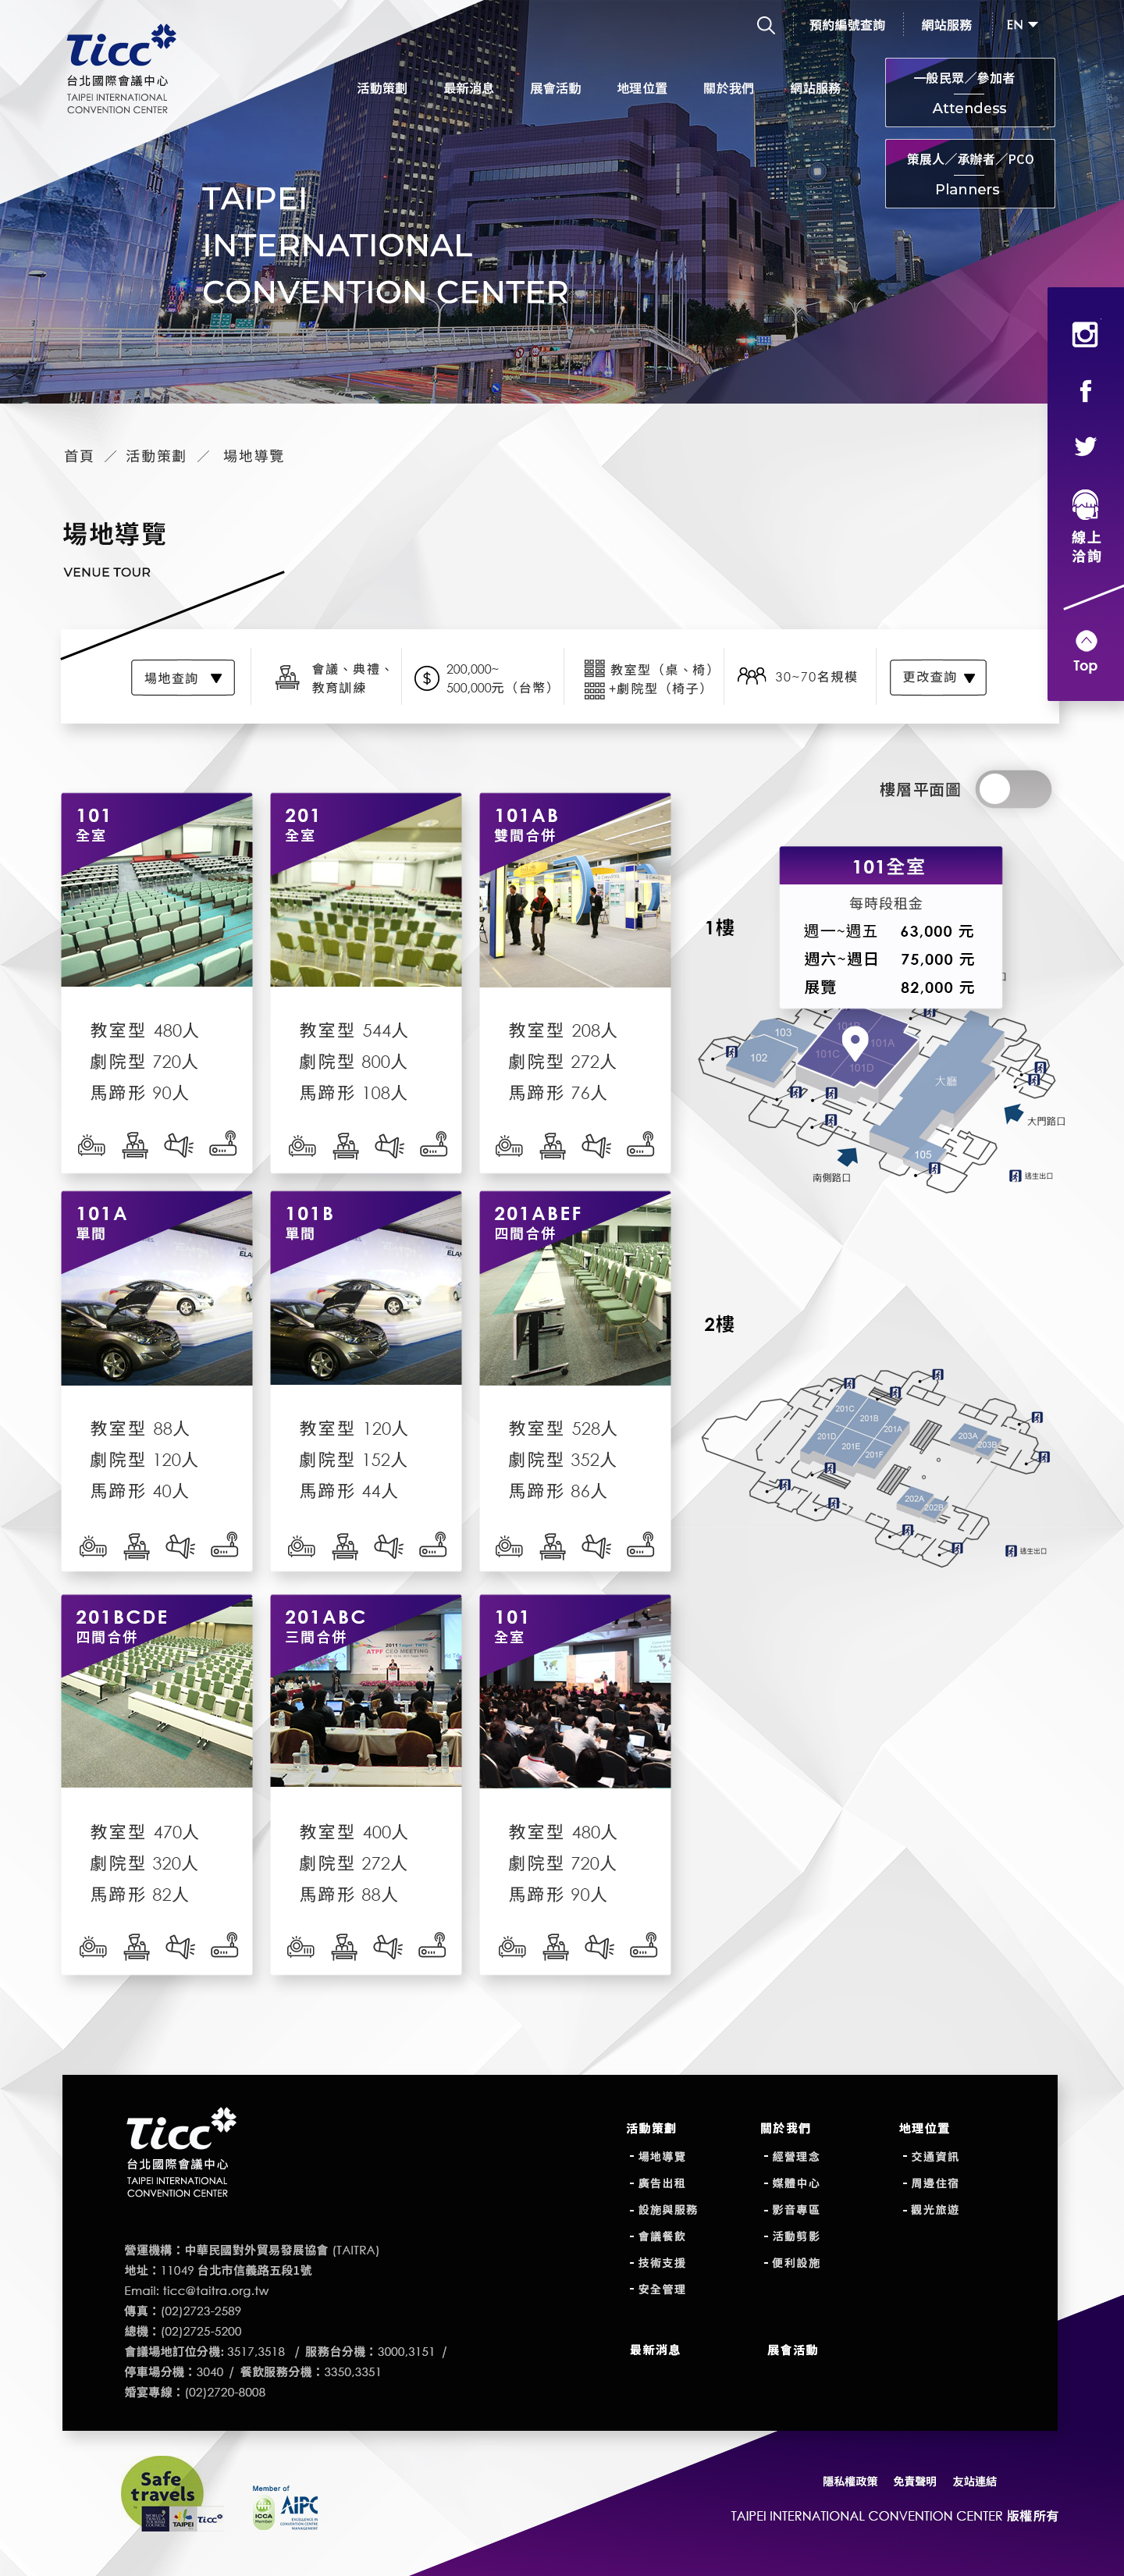 Ticc
台北國際會議中心
TAIPEI INTERNATIONAL
CONVENTION CENTER
預約編號查詢
網站服務
EN
活動策劃
最新消息
展會活動
地理位置
關於我們
網站服務
一般民眾／參加者
Attendess
策展人／承辦者／PCO
Planners
TAIPEI
INTERNATIONAL
CONVENTION CENTER
線上
洽詢
Top
首頁 ／ 活動策劃 ／ 場地導覽
場地導覽
VENUE TOUR
場地查詢
會議、典禮、
教育訓練
200,000~
500,000元（台幣）
教室型（桌、椅）
+劇院型（椅子）
30~70名規模
更改查詢
樓層平面圖
101
全室
教室型 480人
劇院型 720人
馬蹄形 90人
201
全室
教室型 544人
劇院型 800人
馬蹄形 108人
101AB
雙間合併
教室型 208人
劇院型 272人
馬蹄形 76人
1樓
101全室
每時段租金
週一~週五 63,000 元
週六~週日 75,000 元
展覽 82,000 元
103
102
101B
101A
101C
101D
大廳
105
大門路口
南側路口
逃生出口
101A
單間
教室型 88人
劇院型 120人
馬蹄形 40人
101B
單間
教室型 120人
劇院型 152人
馬蹄形 44人
201ABEF
四間合併
教室型 528人
劇院型 352人
馬蹄形 86人
2樓
201C
201B
201A
201D
201E
201F
203A
203B
202A
202B
逃生出口
201BCDE
四間合併
教室型 470人
劇院型 320人
馬蹄形 82人
201ABC
三間合併
ATPF CEO MEETING
教室型 400人
劇院型 272人
馬蹄形 88人
101
全室
教室型 480人
劇院型 720人
馬蹄形 90人
Ticc
台北國際會議中心
TAIPEI INTERNATIONAL
CONVENTION CENTER
營運機構：中華民國對外貿易發展協會 (TAITRA)
地址：11049 台北市信義路五段1號
Email: ticc@taitra.org.tw
傳真：(02)2723-2589
總機：(02)2725-5200
會議場地訂位分機: 3517,3518 / 服務台分機：3000,3151 /
停車場分機：3040 / 餐飲服務分機：3350,3351
婚宴專線：(02)2720-8008
活動策劃
- 場地導覽
- 廣告出租
- 設施與服務
- 會議餐飲
- 技術支援
- 安全管理
關於我們
- 經營理念
- 媒體中心
- 影音專區
- 活動剪影
- 便利設施
地理位置
- 交通資訊
- 周邊住宿
- 觀光旅遊
最新消息
展會活動
Safe
travels
TAIPEI
Ticc
Member of
ICCA
Member
AIPC
隱私權政策
免責聲明
友站連結
TAIPEI INTERNATIONAL CONVENTION CENTER 版權所有